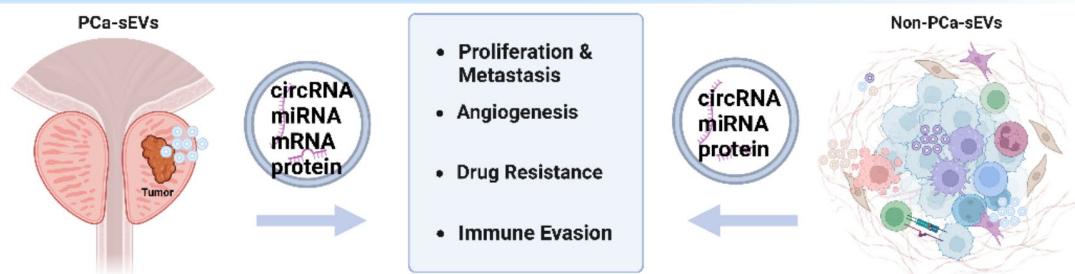 PCa-sEVs
Non-PCa-sEVs
circRNA
miRNA
mRNA
protein
Tumor
• Proliferation &
Metastasis
• Angiogenesis
• Drug Resistance
• Immune Evasion
circRNA
miRNA
protein